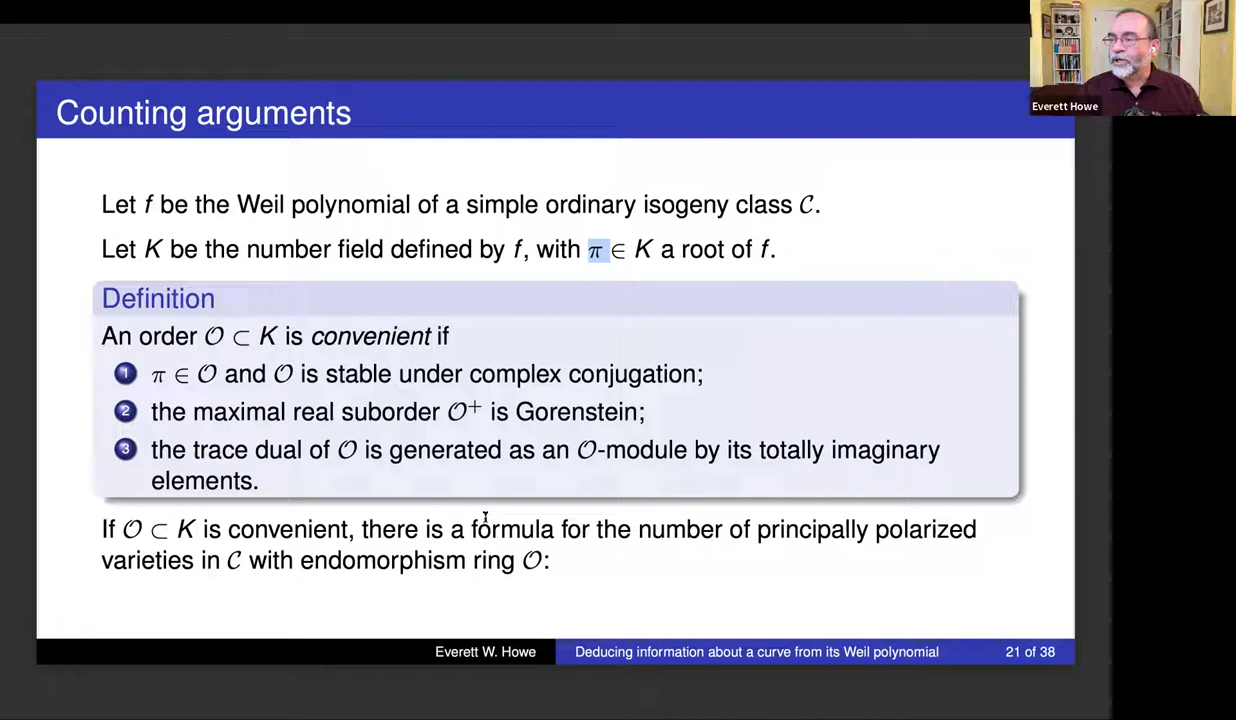 Counting arguments
Everett Howe
Let f be the Weil polynomial of a simple ordinary isogeny class 𝒞.
Let K be the number field defined by f, with π ∈ K a root of f.
Definition
An order 𝒪 ⊂ K is convenient if
1 π ∈ 𝒪 and 𝒪 is stable under complex conjugation;
2 the maximal real suborder 𝒪⁺ is Gorenstein;
3 the trace dual of 𝒪 is generated as an 𝒪-module by its totally imaginary
elements.
If 𝒪 ⊂ K is convenient, there is a formula for the number of principally polarized
varieties in 𝒞 with endomorphism ring 𝒪:
Everett W. Howe Deducing information about a curve from its Weil polynomial 21 of 38